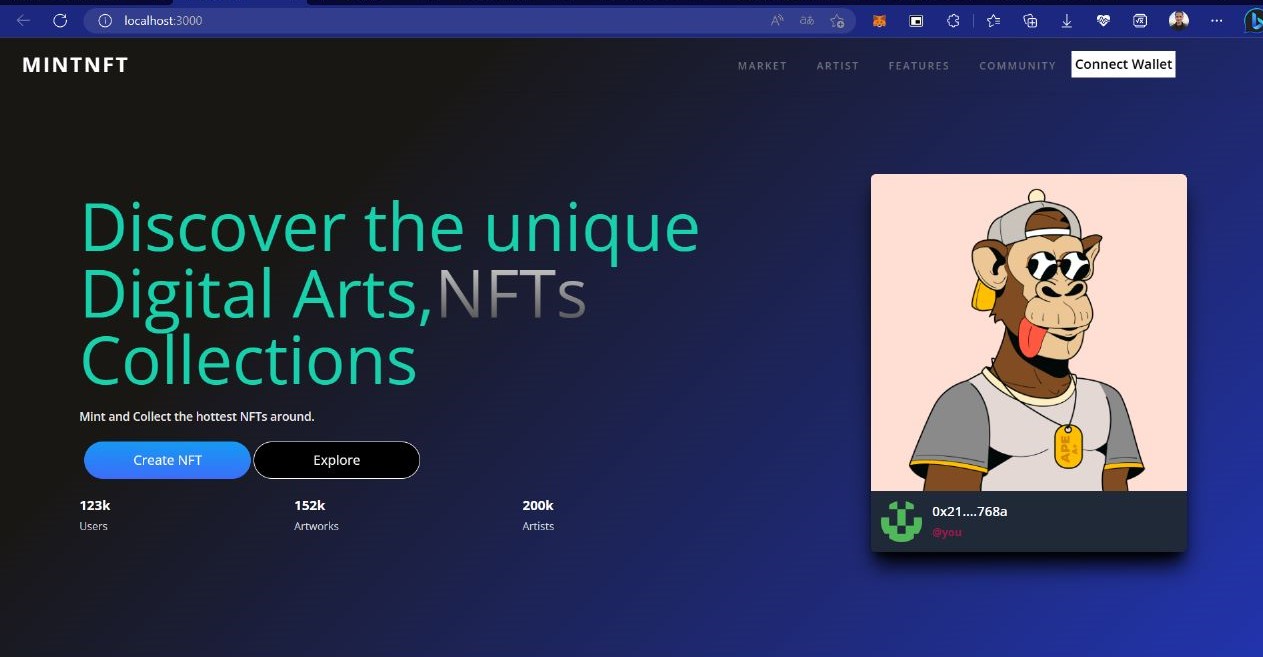 localhost:3000
MINTNFT
MARKET ARTIST FEATURES COMMUNITY Connect Wallet
Discover the unique
Digital Arts,NFTs
Collections
Mint and Collect the hottest NFTs around.
Create NFT Explore
123k 152k 200k
Users Artworks Artists
APE
0x21....768a
@you